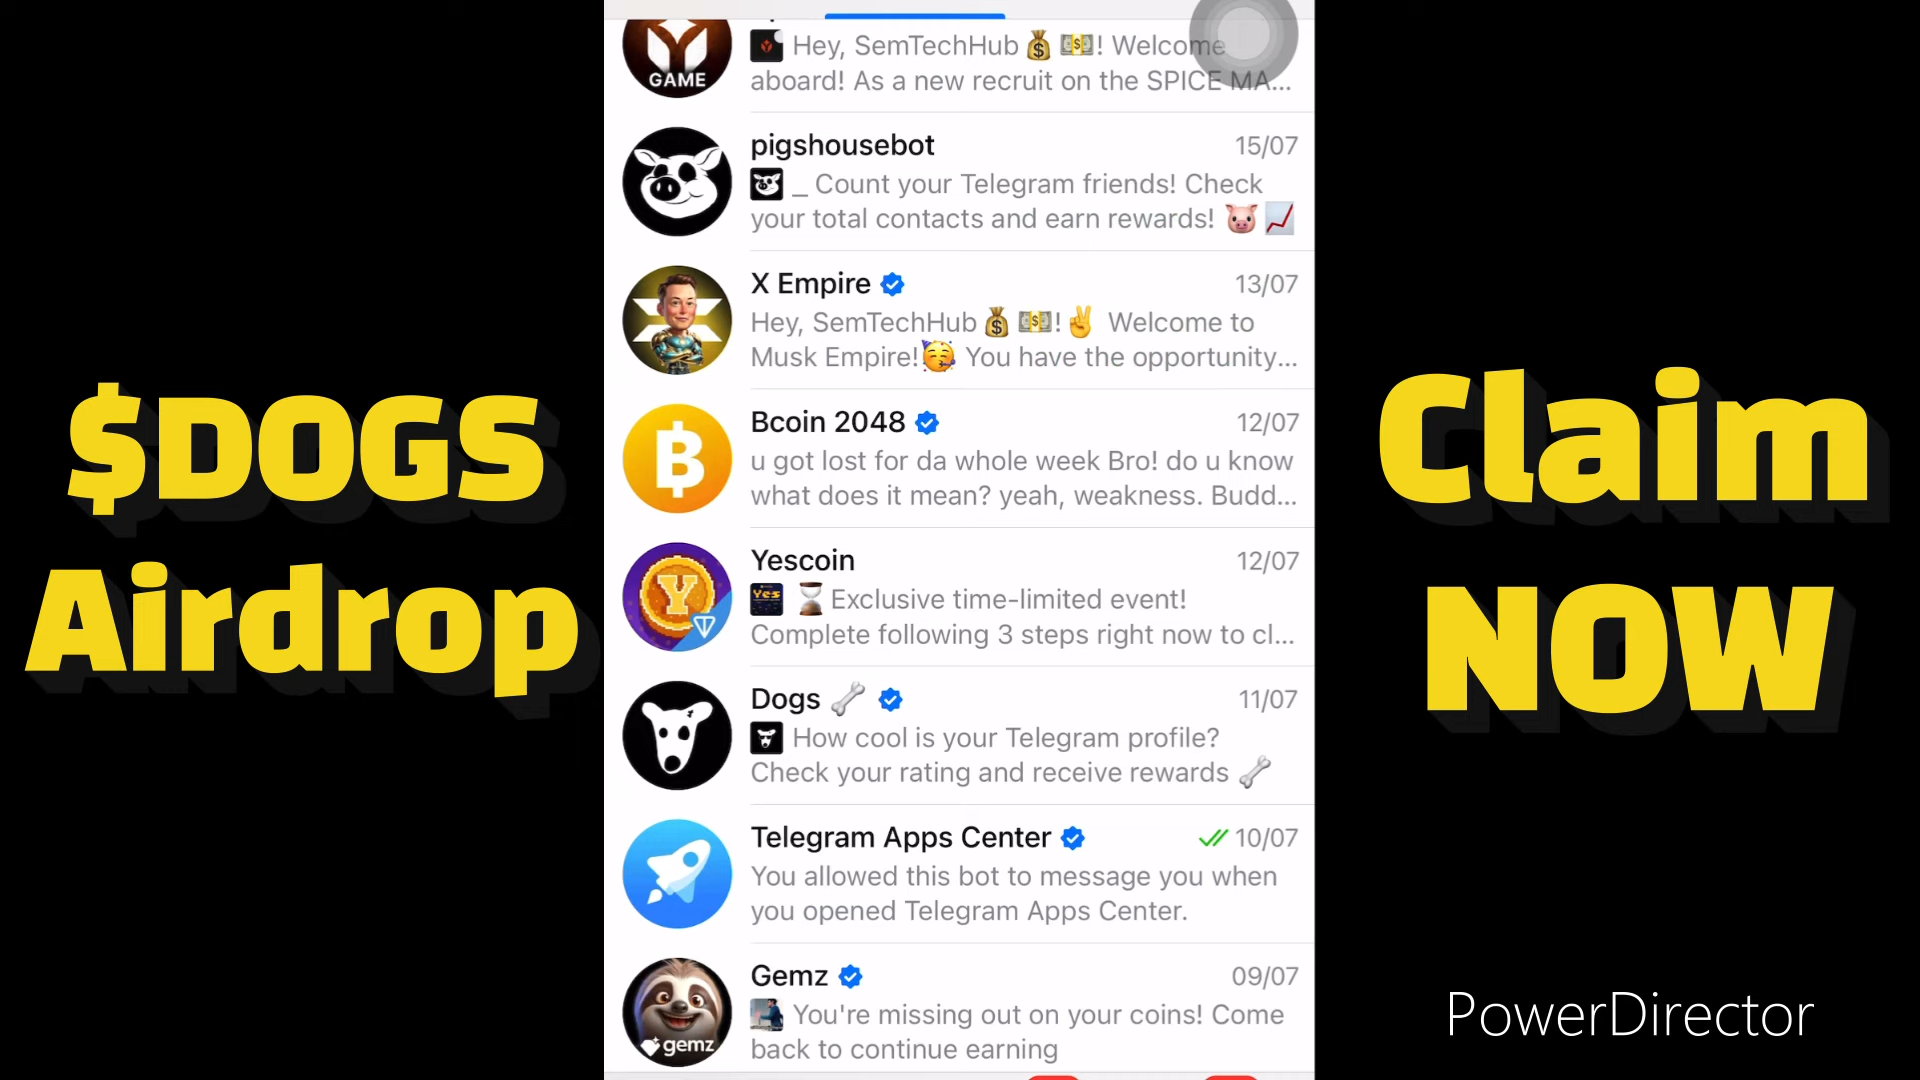 $DOGS
Airdrop
GAME
Hey, SemTechHub💰💵! Welcome
aboard! As a new recruit on the SPICE MA...
pigshousebot
15/07
_ Count your Telegram friends! Check
your total contacts and earn rewards! 🐷📈
X Empire
13/07
Hey, SemTechHub💰💵!✌️ Welcome to
Musk Empire!🥳 You have the opportunity...
Bcoin 2048
12/07
u got lost for da whole week Bro! do u know
what does it mean? yeah, weakness. Budd...
Yescoin
12/07
Yes
⏳Exclusive time-limited event!
Complete following 3 steps right now to cl...
Dogs 🦴
11/07
How cool is your Telegram profile?
Check your rating and receive rewards 🦴
Telegram Apps Center
10/07
You allowed this bot to message you when
you opened Telegram Apps Center.
gemz
Gemz
09/07
You're missing out on your coins! Come
back to continue earning
Claim
NOW
PowerDirector